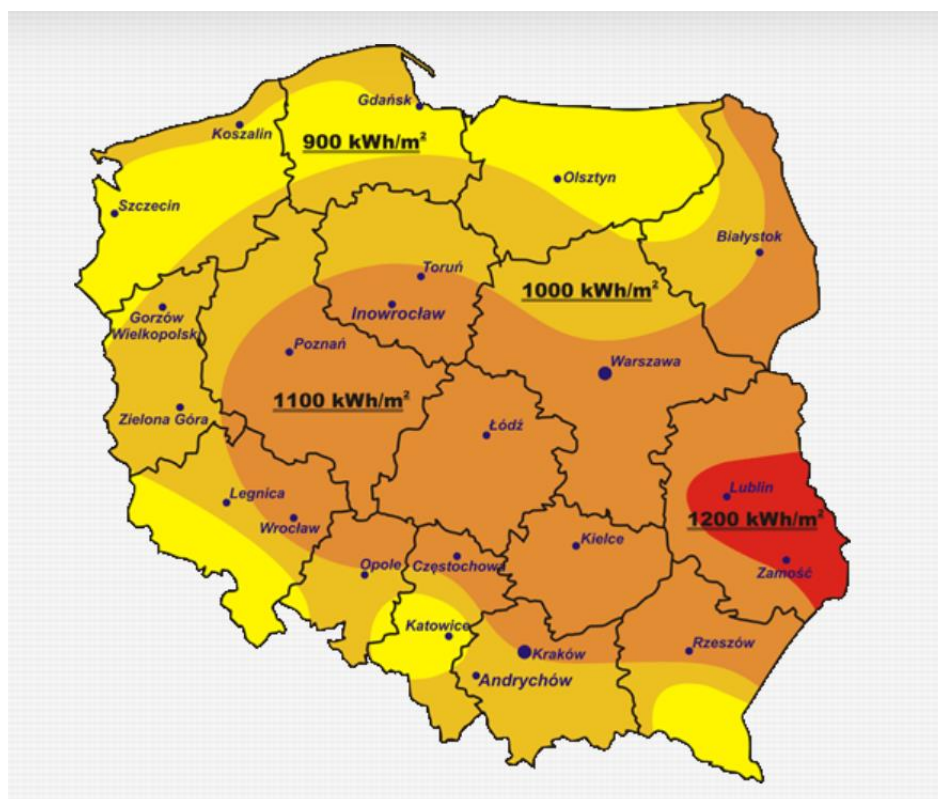 Gdańsk
Koszalin
900 kWh/m²
Olsztyn
Szczecin
Białystok
Toruń
1000 kWh/m²
Gorzów
Wielkopolski
Inowrocław
Poznań
Warszawa
1100 kWh/m²
Zielona Góra
Łódź
Legnica
Lublin
Wrocław
1200 kWh/m²
Kielce
Opole
Częstochowa
Zamość
Katowice
Rzeszów
Kraków
Andrychów